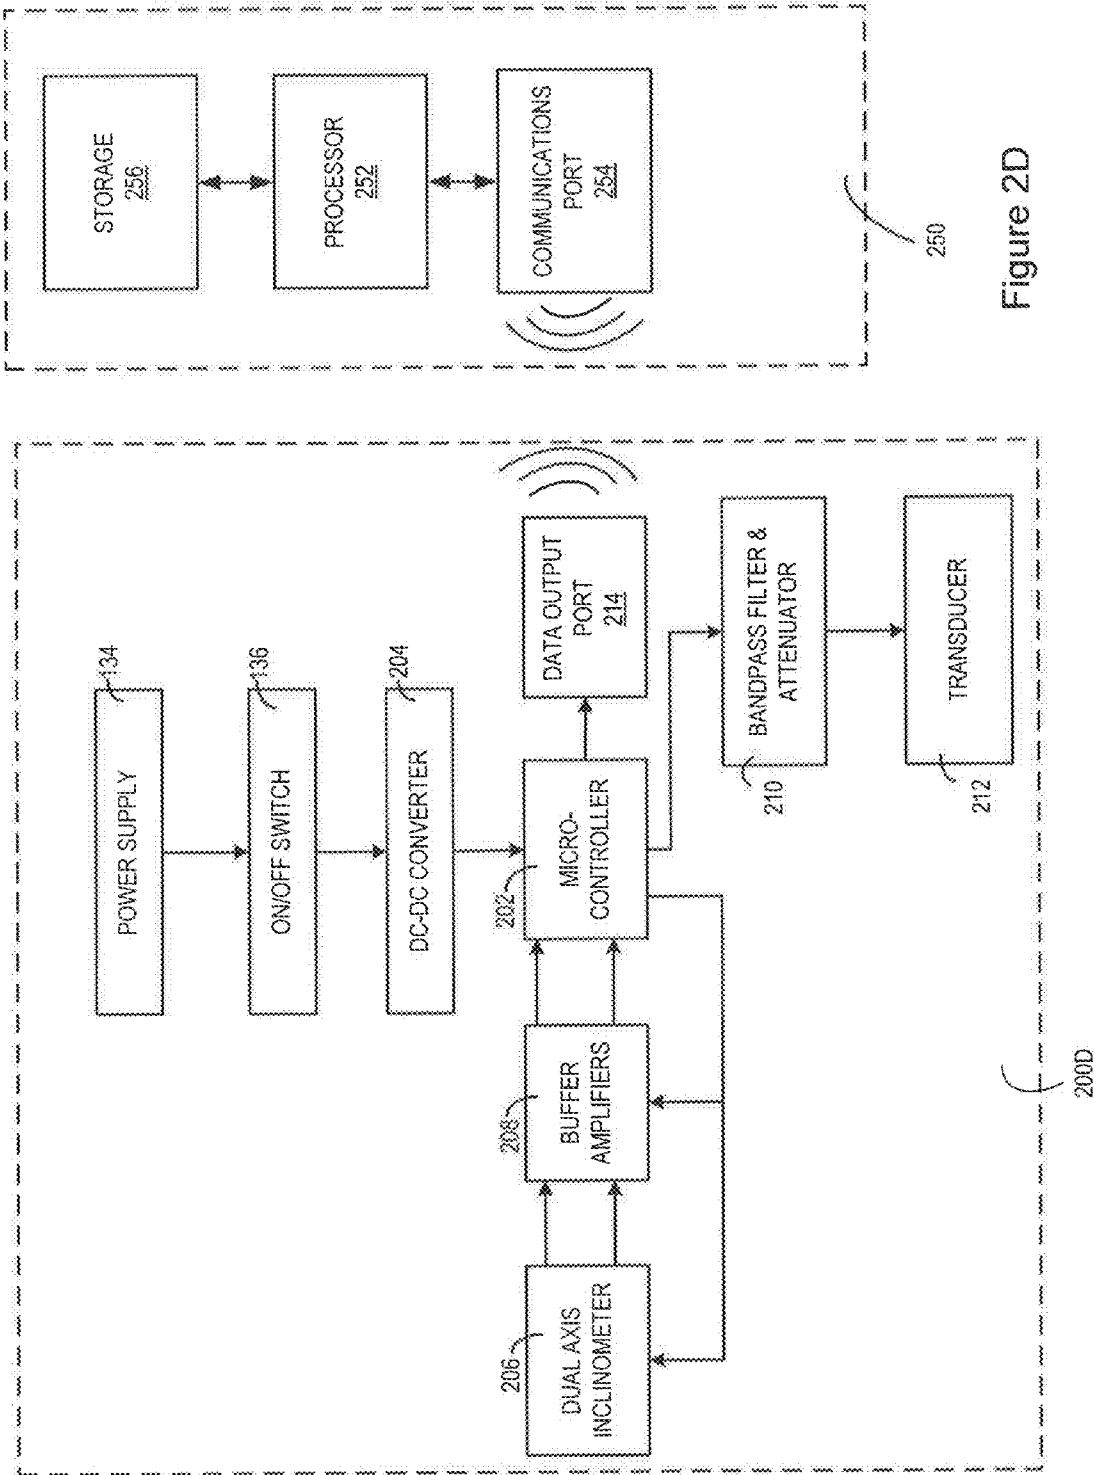 POWER SUPPLY
134
ON/OFF SWITCH
136
DC-DC CONVERTER
204
206
DUAL AXIS
INCLINOMETER
208
BUFFER
AMPLIFIERS
202
MICRO-
CONTROLLER
DATA OUTPUT
PORT
214
210
BANDPASS FILTER &
ATTENUATOR
212
TRANSDUCER
200D
STORAGE
256
PROCESSOR
252
COMMUNICATIONS
PORT
254
250
Figure 2D